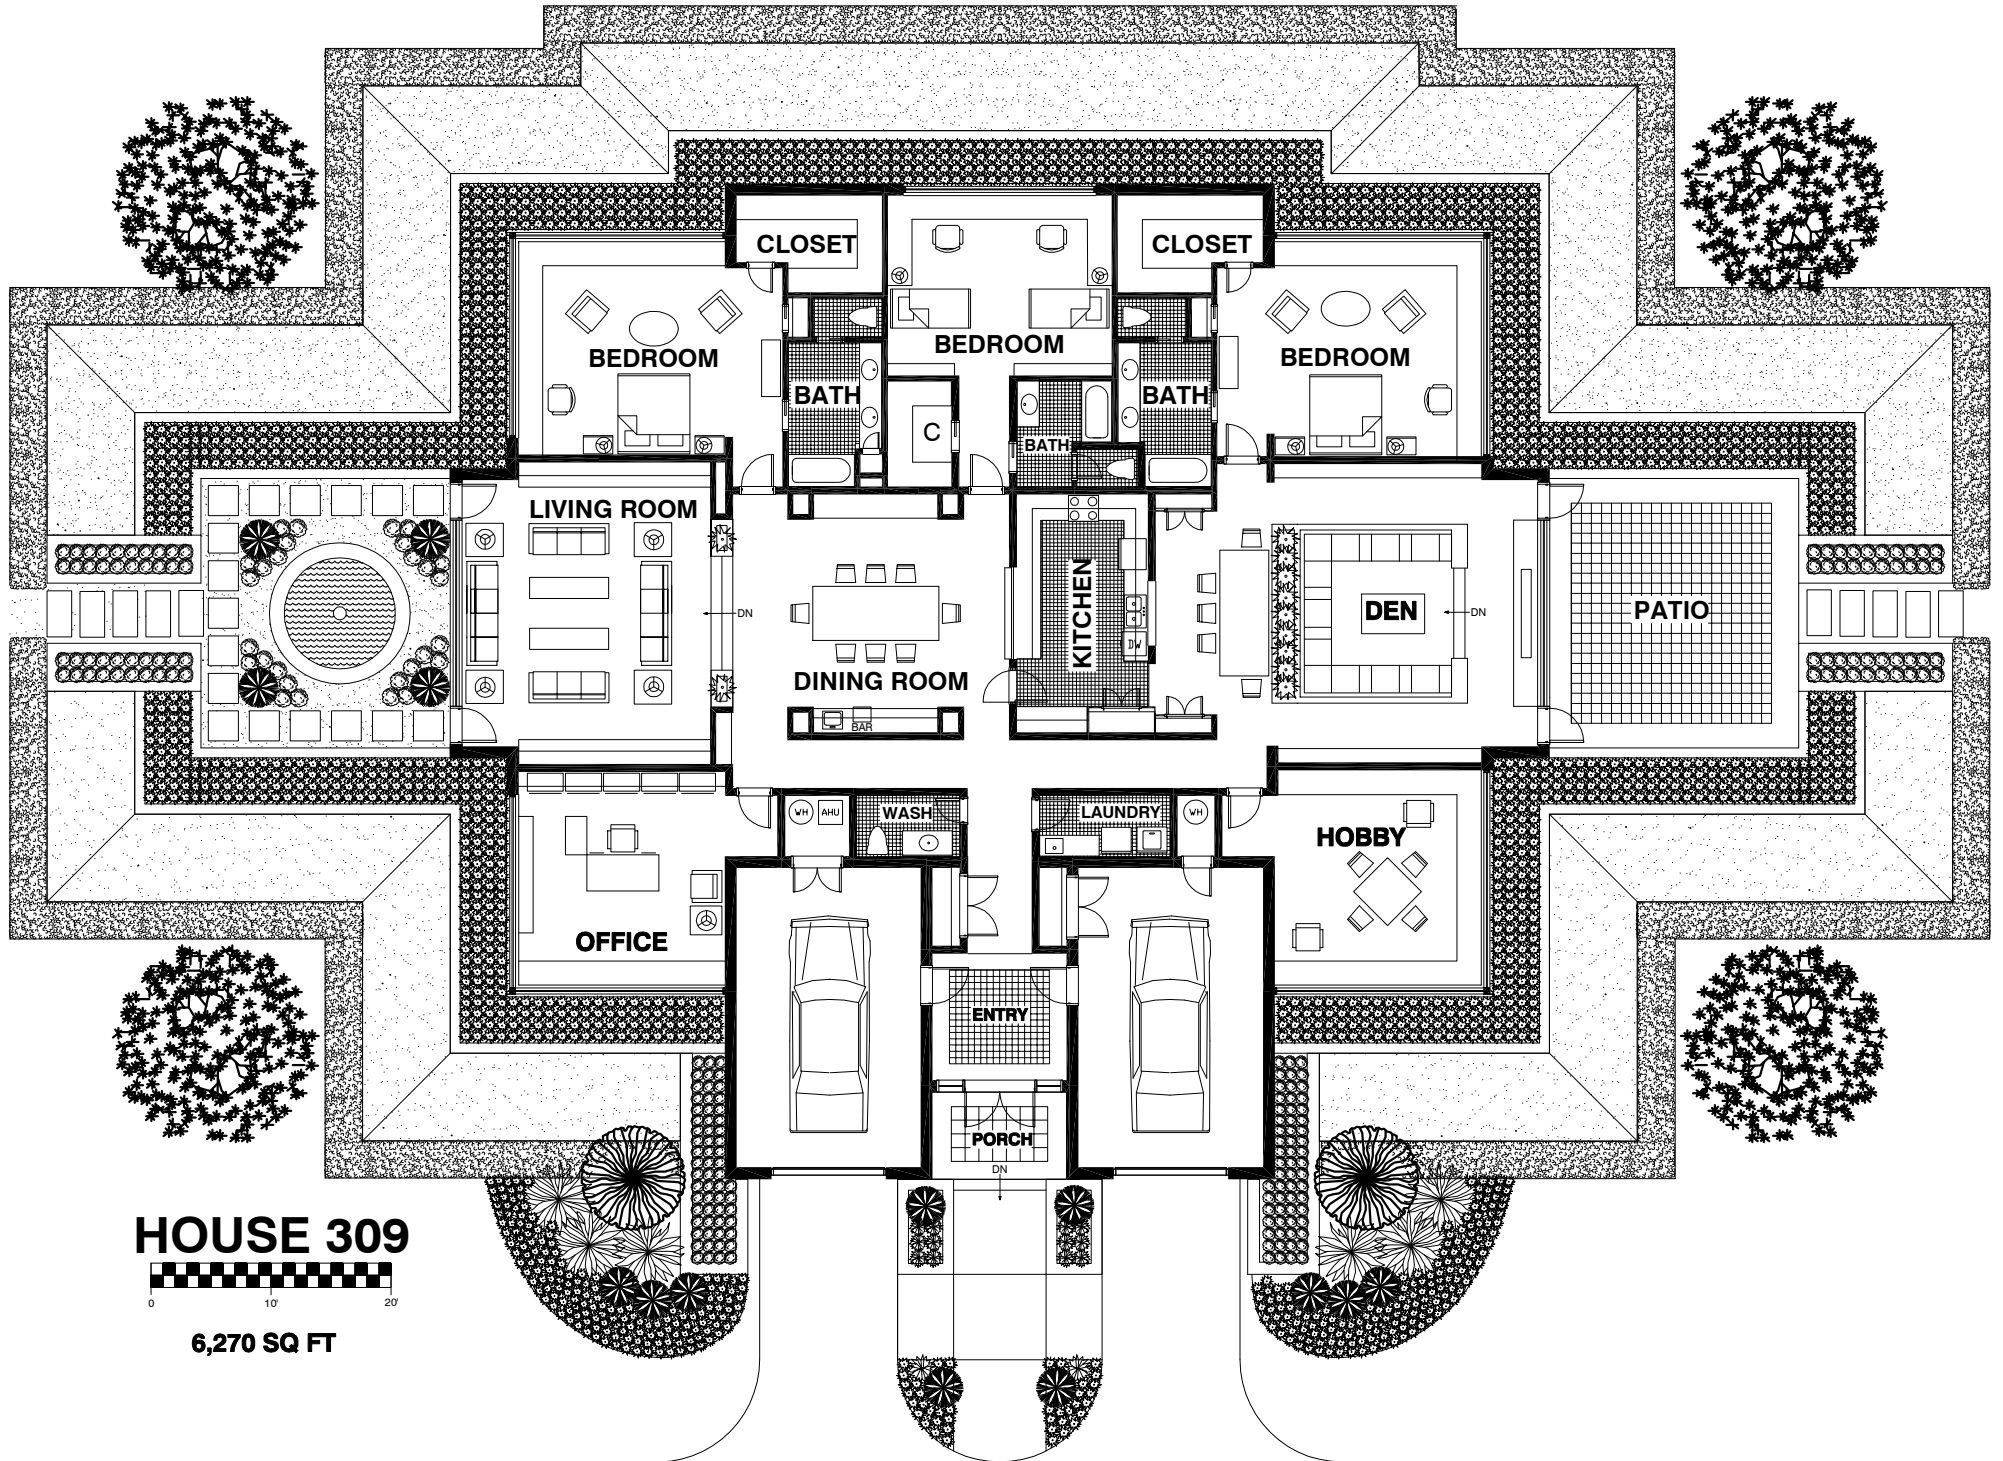 CLOSET
CLOSET
BEDROOM
BEDROOM
BEDROOM
BATH
BATH
C
BATH
LIVING ROOM
KITCHEN
DN
DEN
DN
PATIO
DW
DINING ROOM
BAR
WH
AHU
WASH
LAUNDRY
WH
HOBBY
OFFICE
ENTRY
PORCH
DN
HOUSE 309
0 10' 20'
6,270 SQ FT